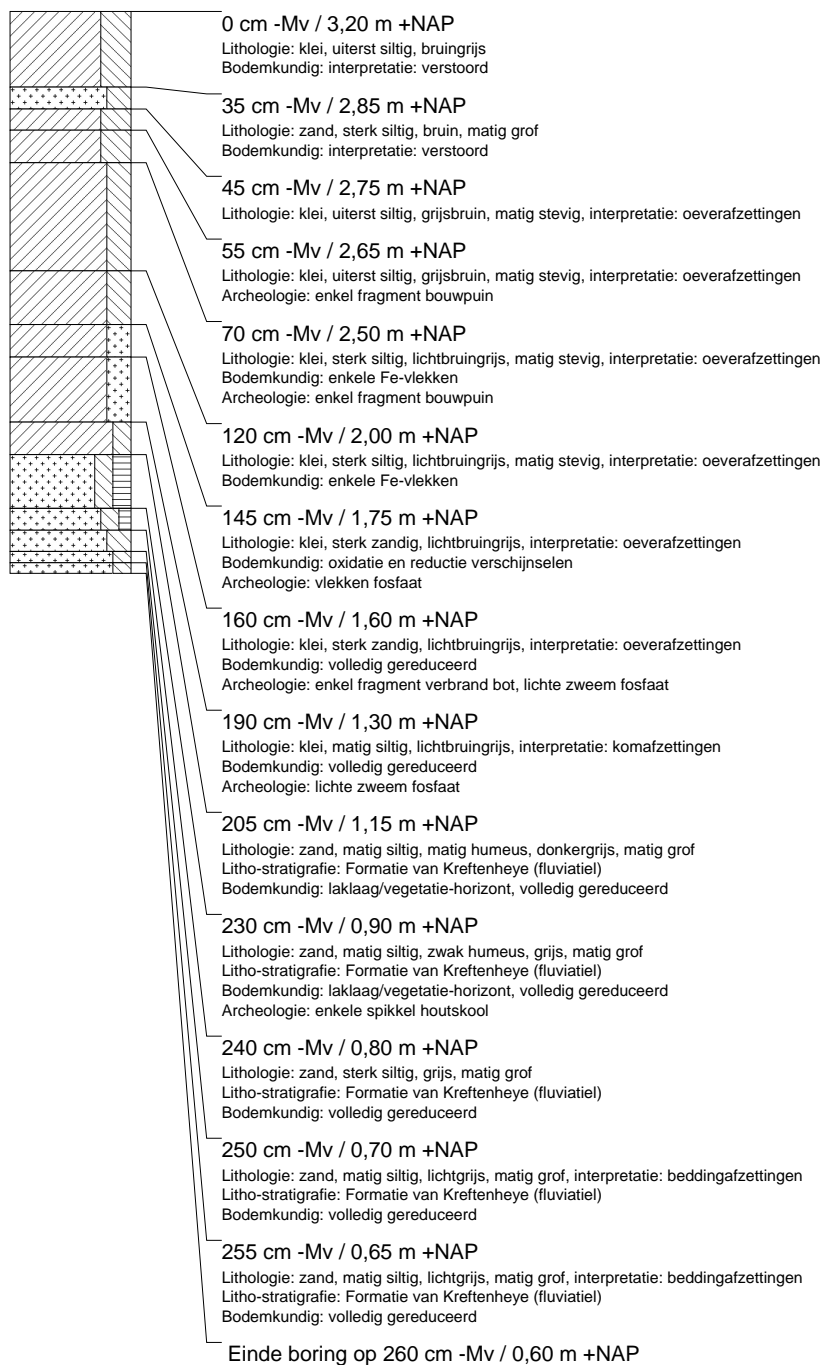 0 cm -Mv / 3,20 m +NAP
Lithologie: klei, uiterst siltig, bruingrijs
Bodemkundig: interpretatie: verstoord
35 cm -Mv / 2,85 m +NAP
Lithologie: zand, sterk siltig, bruin, matig grof
Bodemkundig: interpretatie: verstoord
45 cm -Mv / 2,75 m +NAP
Lithologie: klei, uiterst siltig, grijsbruin, matig stevig, interpretatie: oeverafzettingen
55 cm -Mv / 2,65 m +NAP
Lithologie: klei, uiterst siltig, grijsbruin, matig stevig, interpretatie: oeverafzettingen
Archeologie: enkel fragment bouwpuin
70 cm -Mv / 2,50 m +NAP
Lithologie: klei, sterk siltig, lichtbruingrijs, matig stevig, interpretatie: oeverafzettingen
Bodemkundig: enkele Fe-vlekken
Archeologie: enkel fragment bouwpuin
120 cm -Mv / 2,00 m +NAP
Lithologie: klei, sterk siltig, lichtbruingrijs, matig stevig, interpretatie: oeverafzettingen
Bodemkundig: enkele Fe-vlekken
145 cm -Mv / 1,75 m +NAP
Lithologie: klei, sterk zandig, lichtbruingrijs, interpretatie: oeverafzettingen
Bodemkundig: oxidatie en reductie verschijnselen
Archeologie: vlekken fosfaat
160 cm -Mv / 1,60 m +NAP
Lithologie: klei, sterk zandig, lichtbruingrijs, interpretatie: oeverafzettingen
Bodemkundig: volledig gereduceerd
Archeologie: enkel fragment verbrand bot, lichte zweem fosfaat
190 cm -Mv / 1,30 m +NAP
Lithologie: klei, matig siltig, lichtbruingrijs, interpretatie: komafzettingen
Bodemkundig: volledig gereduceerd
Archeologie: lichte zweem fosfaat
205 cm -Mv / 1,15 m +NAP
Lithologie: zand, matig siltig, matig humeus, donkergrijs, matig grof
Litho-stratigrafie: Formatie van Kreftenheye (fluviatiel)
Bodemkundig: laklaag/vegetatie-horizont, volledig gereduceerd
230 cm -Mv / 0,90 m +NAP
Lithologie: zand, matig siltig, zwak humeus, grijs, matig grof
Litho-stratigrafie: Formatie van Kreftenheye (fluviatiel)
Bodemkundig: laklaag/vegetatie-horizont, volledig gereduceerd
Archeologie: enkele spikkel houtskool
240 cm -Mv / 0,80 m +NAP
Lithologie: zand, sterk siltig, grijs, matig grof
Litho-stratigrafie: Formatie van Kreftenheye (fluviatiel)
Bodemkundig: volledig gereduceerd
250 cm -Mv / 0,70 m +NAP
Lithologie: zand, matig siltig, lichtgrijs, matig grof, interpretatie: beddingafzettingen
Litho-stratigrafie: Formatie van Kreftenheye (fluviatiel)
Bodemkundig: volledig gereduceerd
255 cm -Mv / 0,65 m +NAP
Lithologie: zand, matig siltig, lichtgrijs, matig grof, interpretatie: beddingafzettingen
Litho-stratigrafie: Formatie van Kreftenheye (fluviatiel)
Bodemkundig: volledig gereduceerd
Einde boring op 260 cm -Mv / 0,60 m +NAP